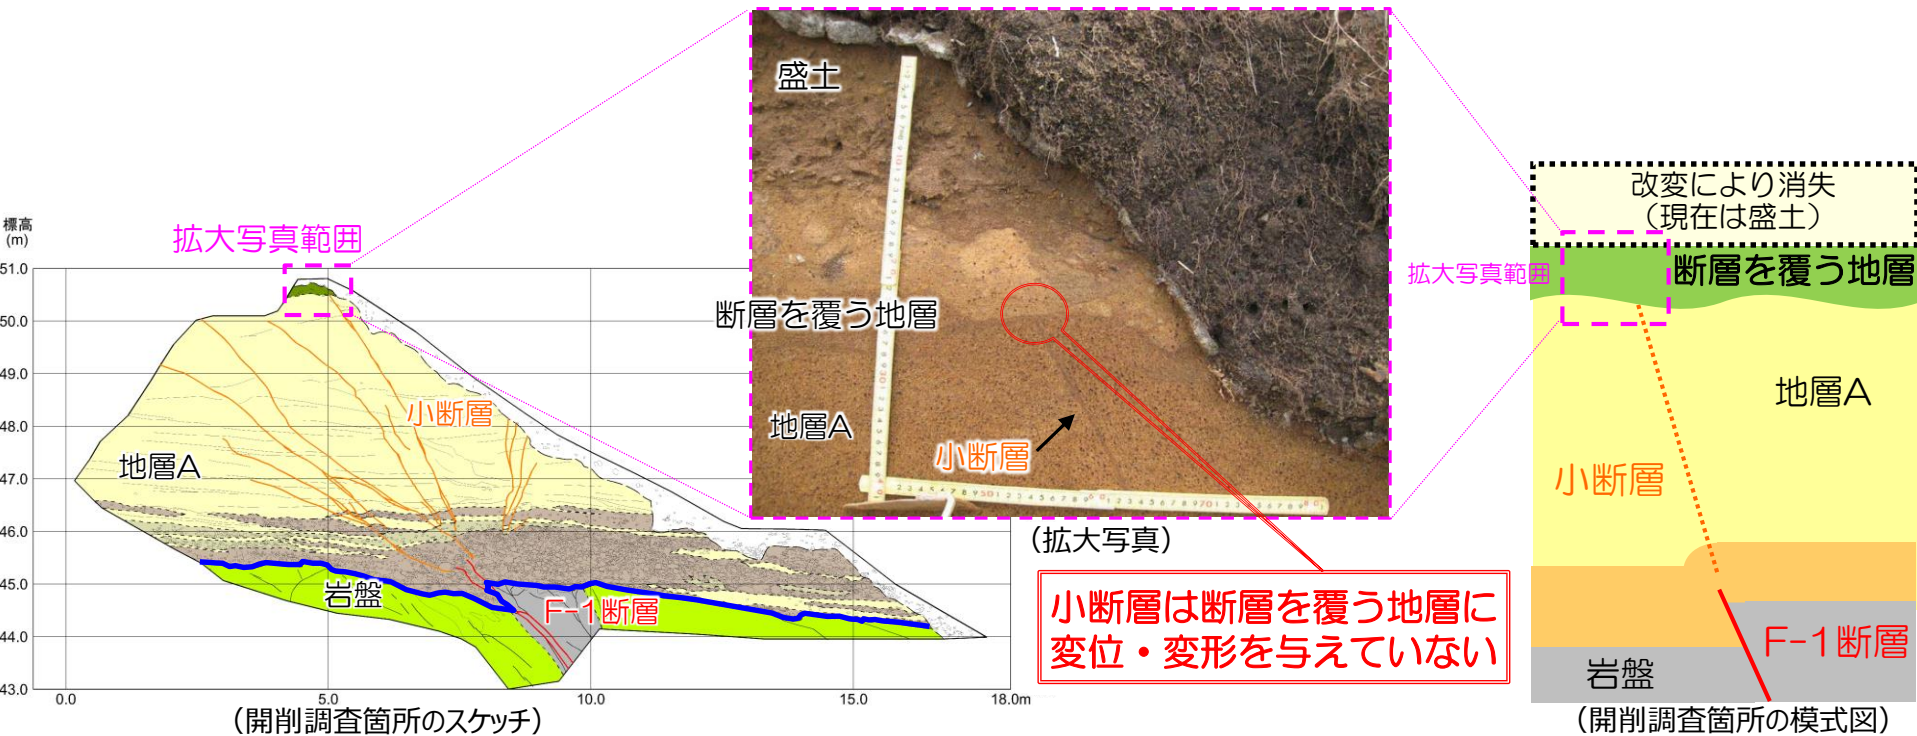 標高
(m)
51.0
50.0
49.0
48.0
47.0
46.0
45.0
44.0
43.0
0.0
5.0
10.0
15.0
18.0m
拡大写真範囲
小断層
地層A
岩盤
F-1断層
(開削調査箇所のスケッチ)
盛土
断層を覆う地層
地層A
小断層
(拡大写真)
小断層は断層を覆う地層に
変位・変形を与えていない
改変により消失
(現在は盛土)
拡大写真範囲
断層を覆う地層
地層A
小断層
F-1断層
岩盤
(開削調査箇所の模式図)